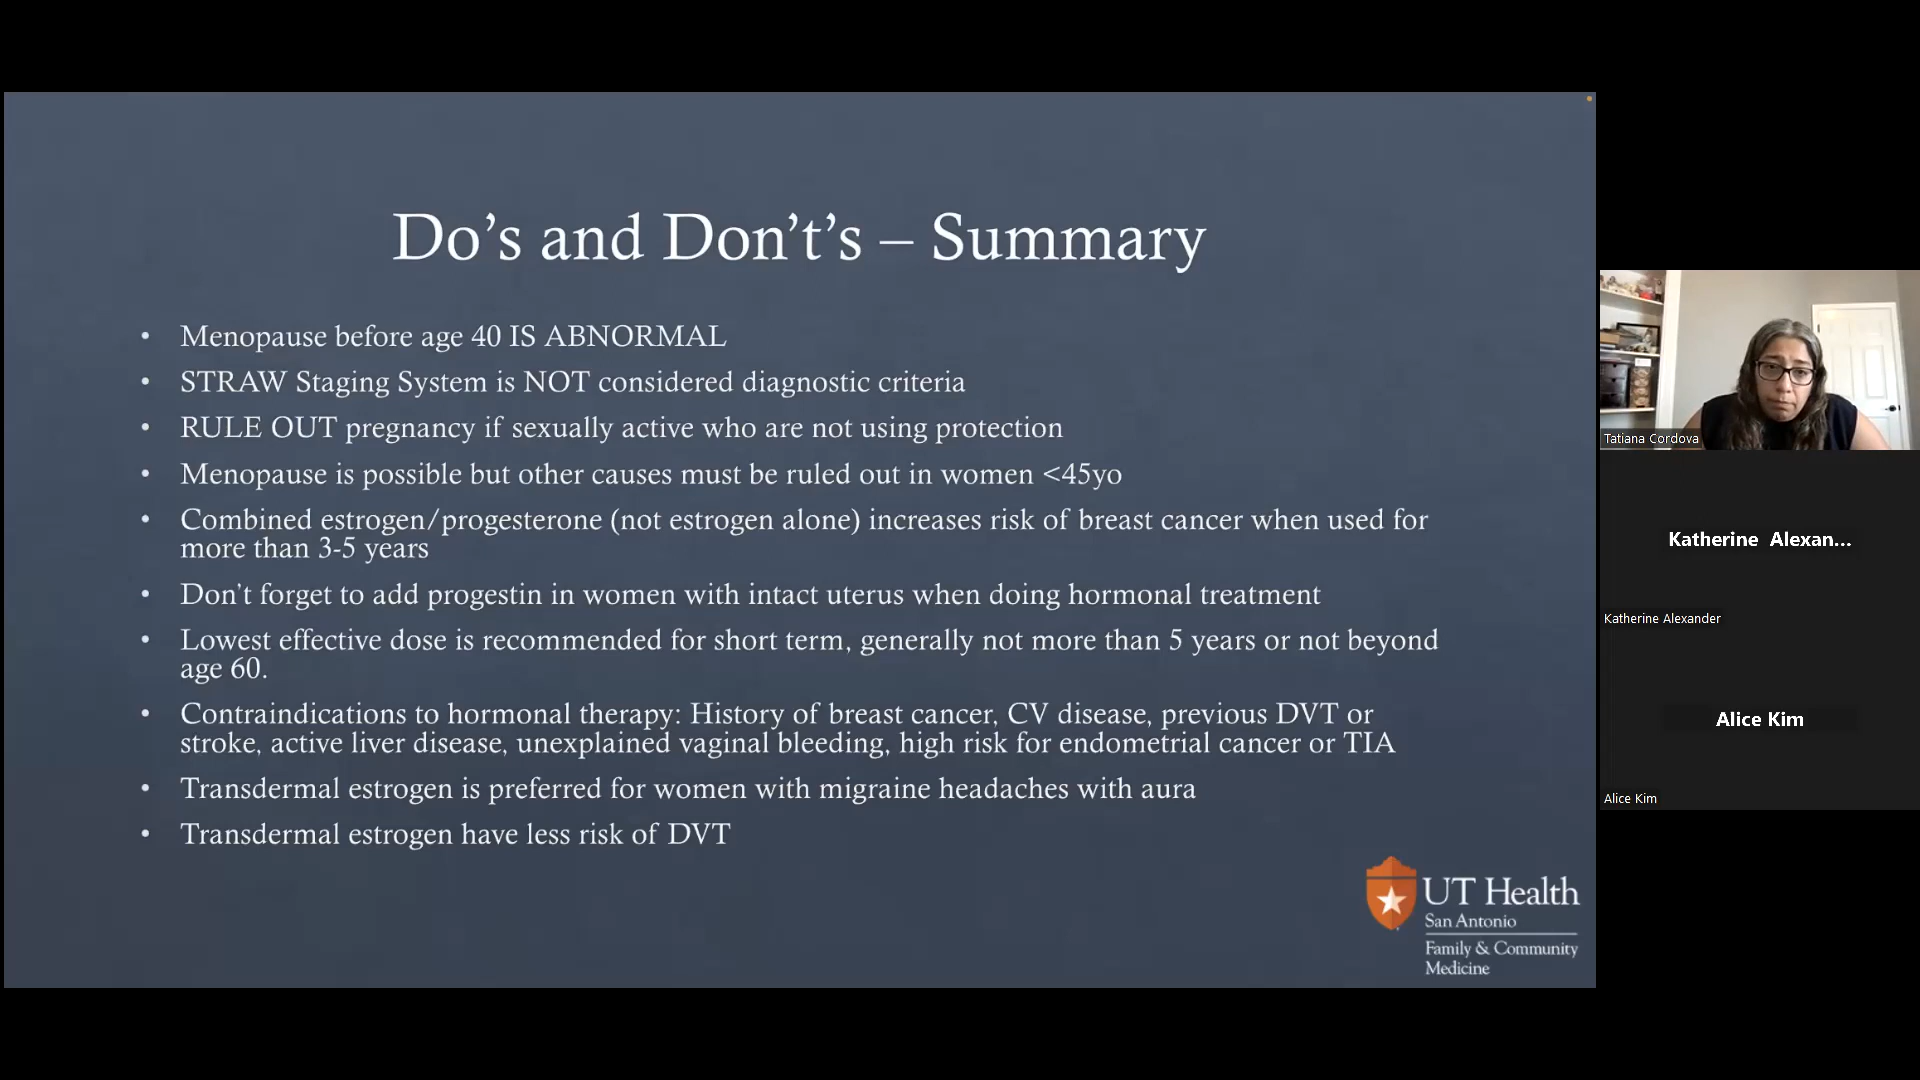 Do’s and Don’t’s – Summary
• Menopause before age 40 IS ABNORMAL
• STRAW Staging System is NOT considered diagnostic criteria
• RULE OUT pregnancy if sexually active who are not using protection
• Menopause is possible but other causes must be ruled out in women <45yo
• Combined estrogen/progesterone (not estrogen alone) increases risk of breast cancer when used for
more than 3-5 years
• Don’t forget to add progestin in women with intact uterus when doing hormonal treatment
• Lowest effective dose is recommended for short term, generally not more than 5 years or not beyond
age 60.
• Contraindications to hormonal therapy: History of breast cancer, CV disease, previous DVT or
stroke, active liver disease, unexplained vaginal bleeding, high risk for endometrial cancer or TIA
• Transdermal estrogen is preferred for women with migraine headaches with aura
• Transdermal estrogen have less risk of DVT
UT Health
San Antonio
Family & Community
Medicine
Tatiana Cordova
Katherine Alexan...
Katherine Alexander
Alice Kim
Alice Kim